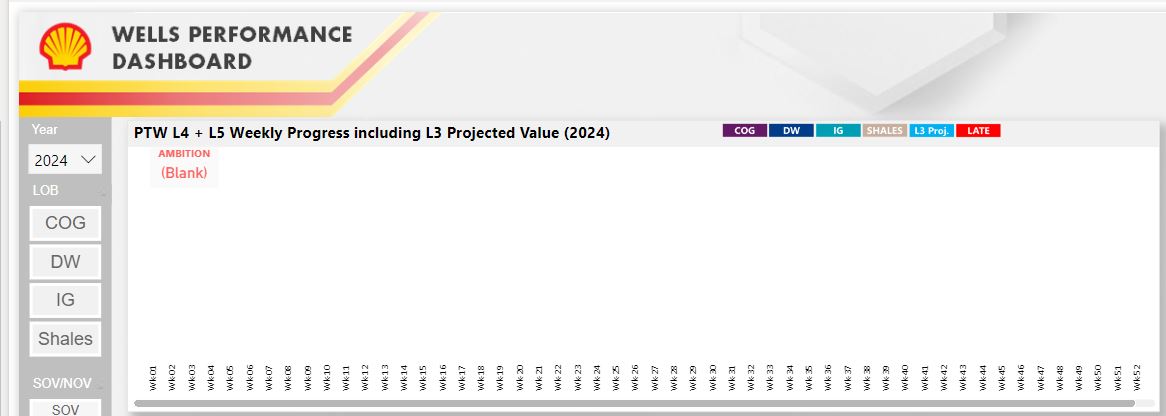 WELLS PERFORMANCE
DASHBOARD
Year
2024
LOB
COG
DW
IG
Shales
SOV/NOV
SOV
PTW L4 + L5 Weekly Progress including L3 Projected Value (2024)
COG DW IG SHALES L3 Proj. LATE
AMBITION
(Blank)
Wk-01 Wk-02 Wk-03 Wk-04 Wk-05 Wk-06 Wk-07 Wk-08 Wk-09 Wk-10 Wk-11 Wk-12 Wk-13 Wk-14 Wk-15 Wk-16 Wk-17 Wk-18 Wk-19 Wk-20 Wk-21 Wk-22 Wk-23 Wk-24 Wk-25 Wk-26 Wk-27 Wk-28 Wk-29 Wk-30 Wk-31 Wk-32 Wk-33 Wk-34 Wk-35 Wk-36 Wk-37 Wk-38 Wk-39 Wk-40 Wk-41 Wk-42 Wk-43 Wk-44 Wk-45 Wk-46 Wk-47 Wk-48 Wk-49 Wk-50 Wk-51 Wk-52